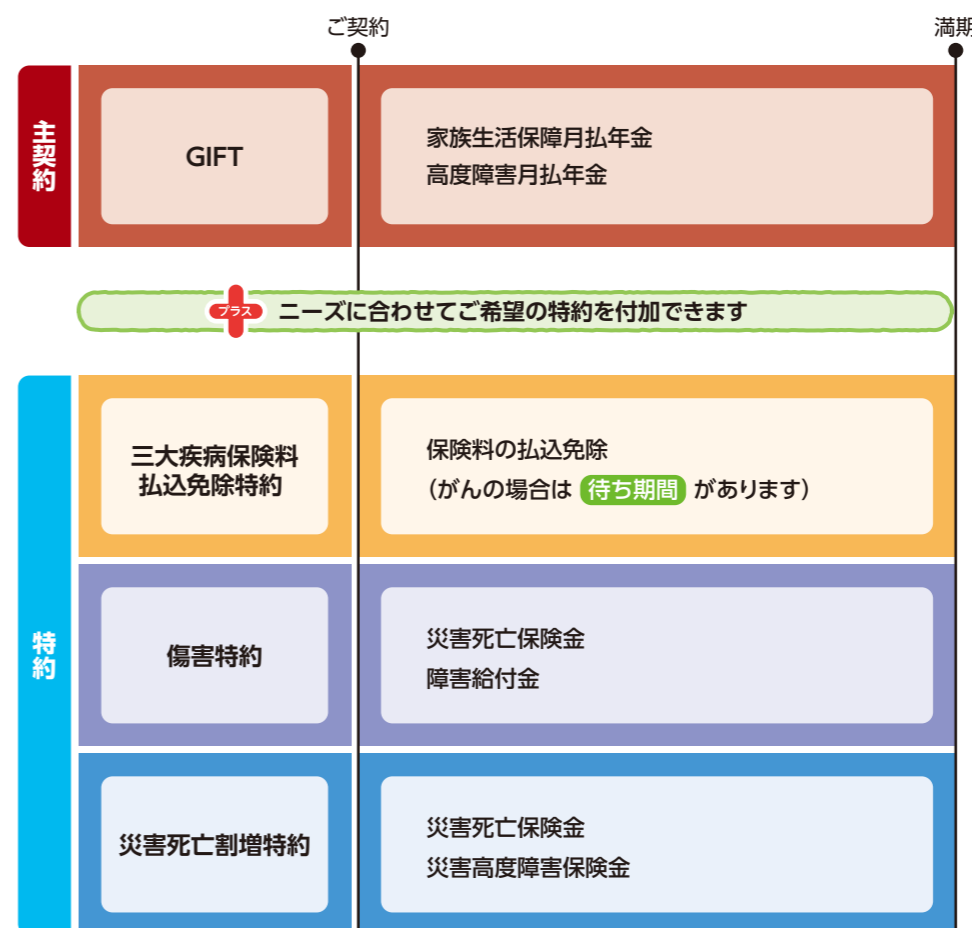 ご契約
満期
主契約
GIFT
家族生活保障月払年金
高度障害月払年金
プラス ニーズに合わせてご希望の特約を付加できます
特約
三大疾病保険料
払込免除特約
保険料の払込免除
(がんの場合は 待ち期間 があります)
傷害特約
災害死亡保険金
障害給付金
災害死亡割増特約
災害死亡保険金
災害高度障害保険金